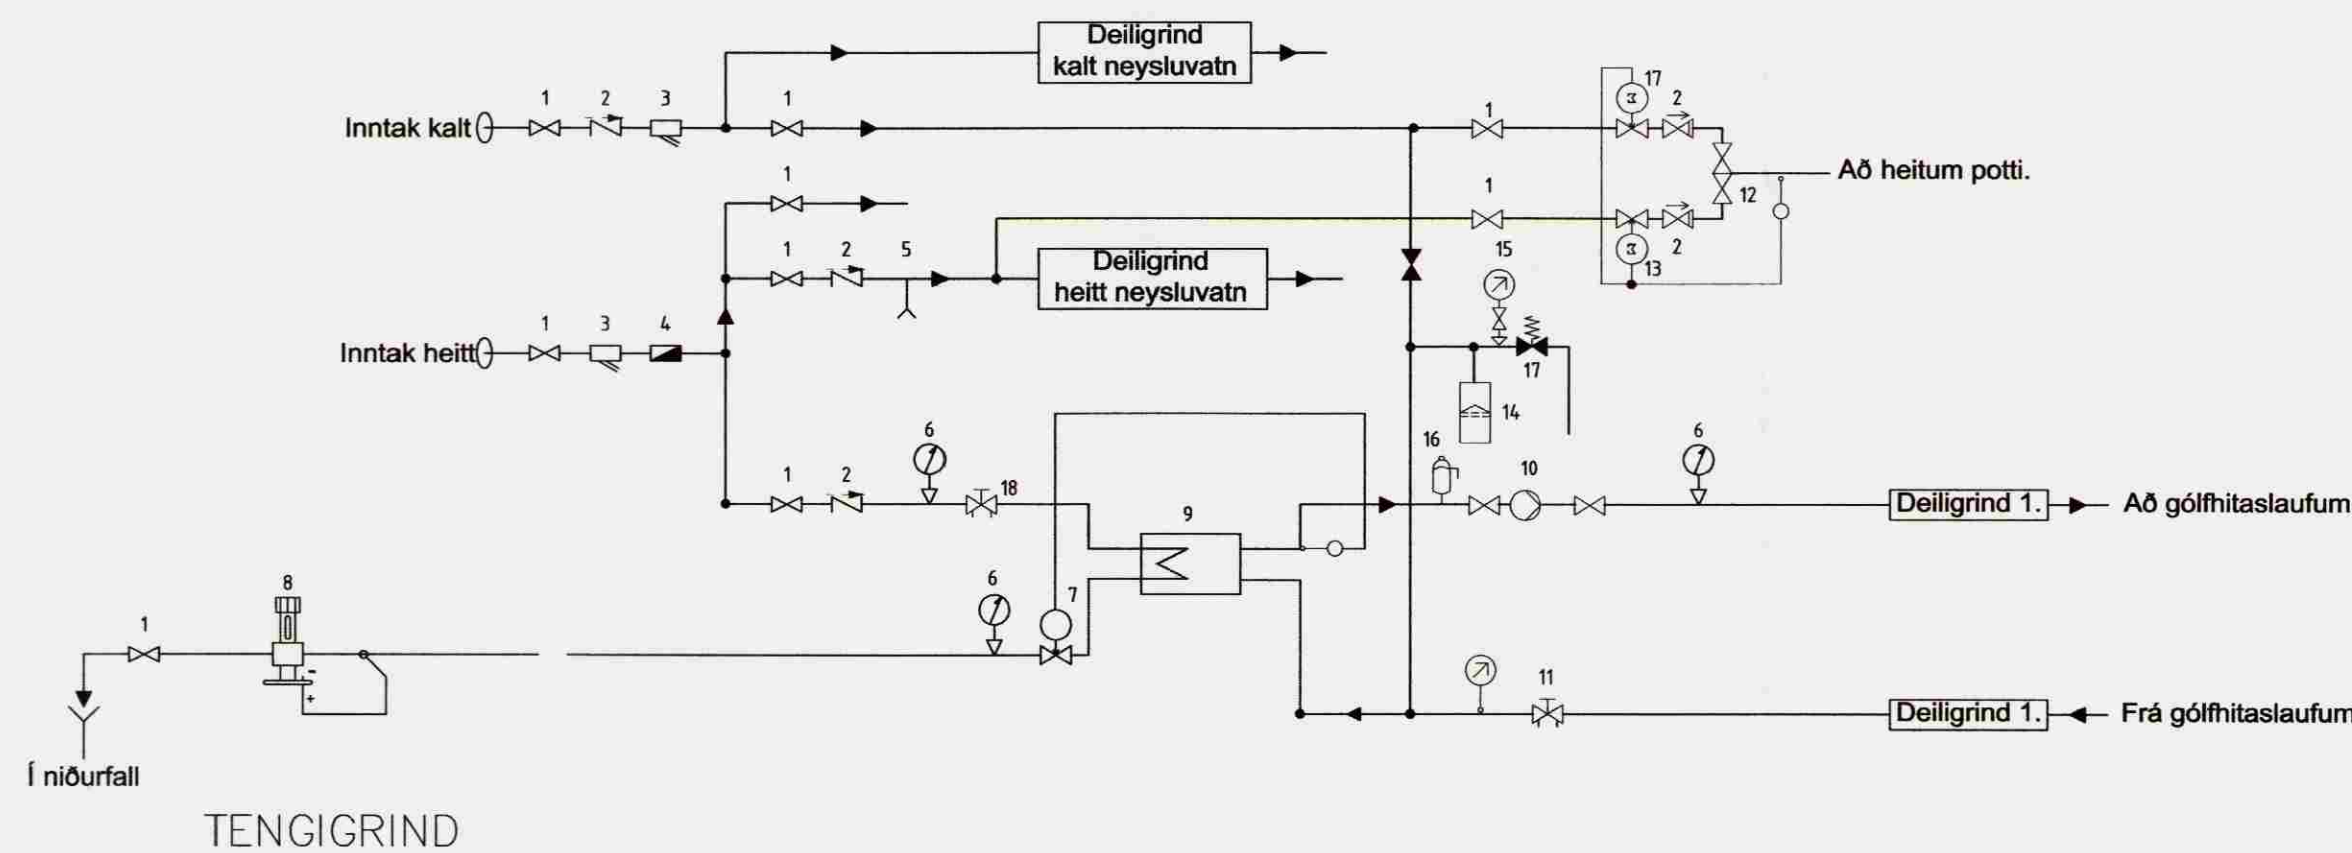 Deiligrind
kalt neysluvatn
17
Inntak kalt 1 2 3 1 1 2
1 1 Að heitum potti.
12
1 2 5 15 2
Deiligrind 13
heitt neysluvatn
Inntak heitt 1 3 4
17
14
6 16 6
1 2 18 10
Deiligrind 1. Að gólfhitaslaufum
9
8 6 7
1
-
+
11
Deiligrind 1. Frá gólfhitaslaufum
Í niðurfall
TENGIGRIND